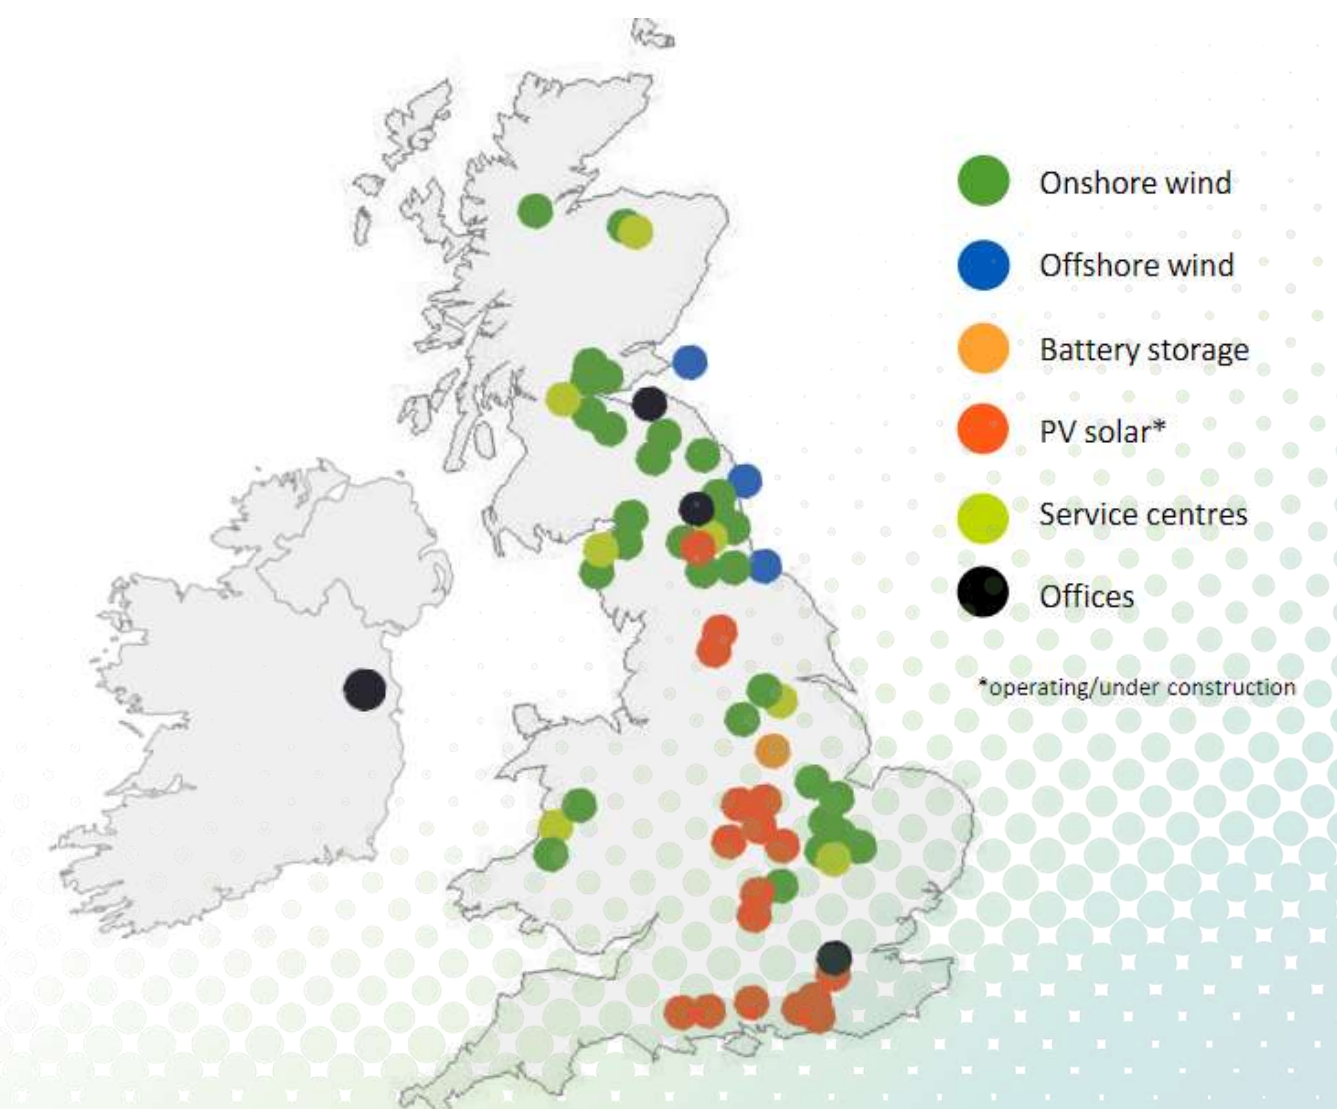 Onshore wind
Offshore wind
Battery storage
PV solar*
Service centres
Offices
*operating/under construction